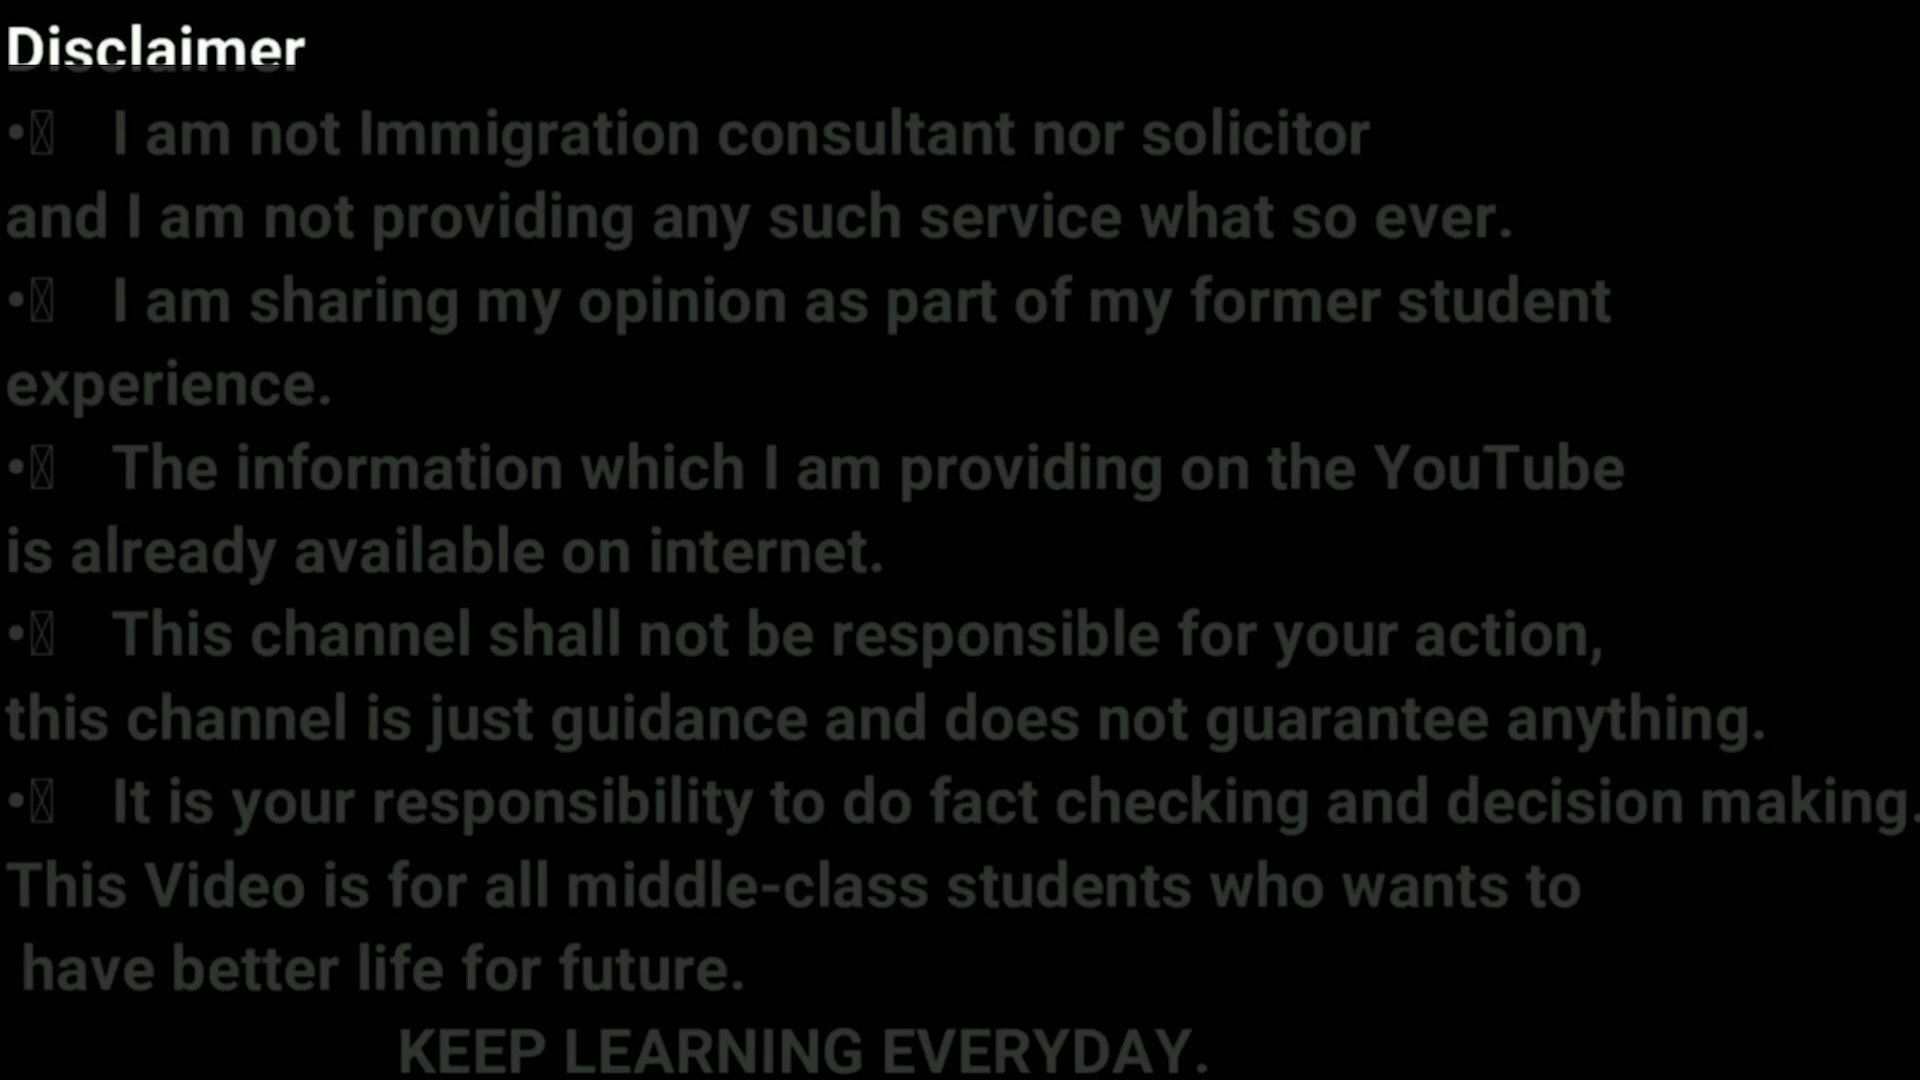 Disclaimer
• I am not Immigration consultant nor solicitor
and I am not providing any such service what so ever.
• I am sharing my opinion as part of my former student
experience.
• The information which I am providing on the YouTube
is already available on internet.
• This channel shall not be responsible for your action,
this channel is just guidance and does not guarantee anything.
• It is your responsibility to do fact checking and decision making.
This Video is for all middle-class students who wants to
have better life for future.
KEEP LEARNING EVERYDAY.